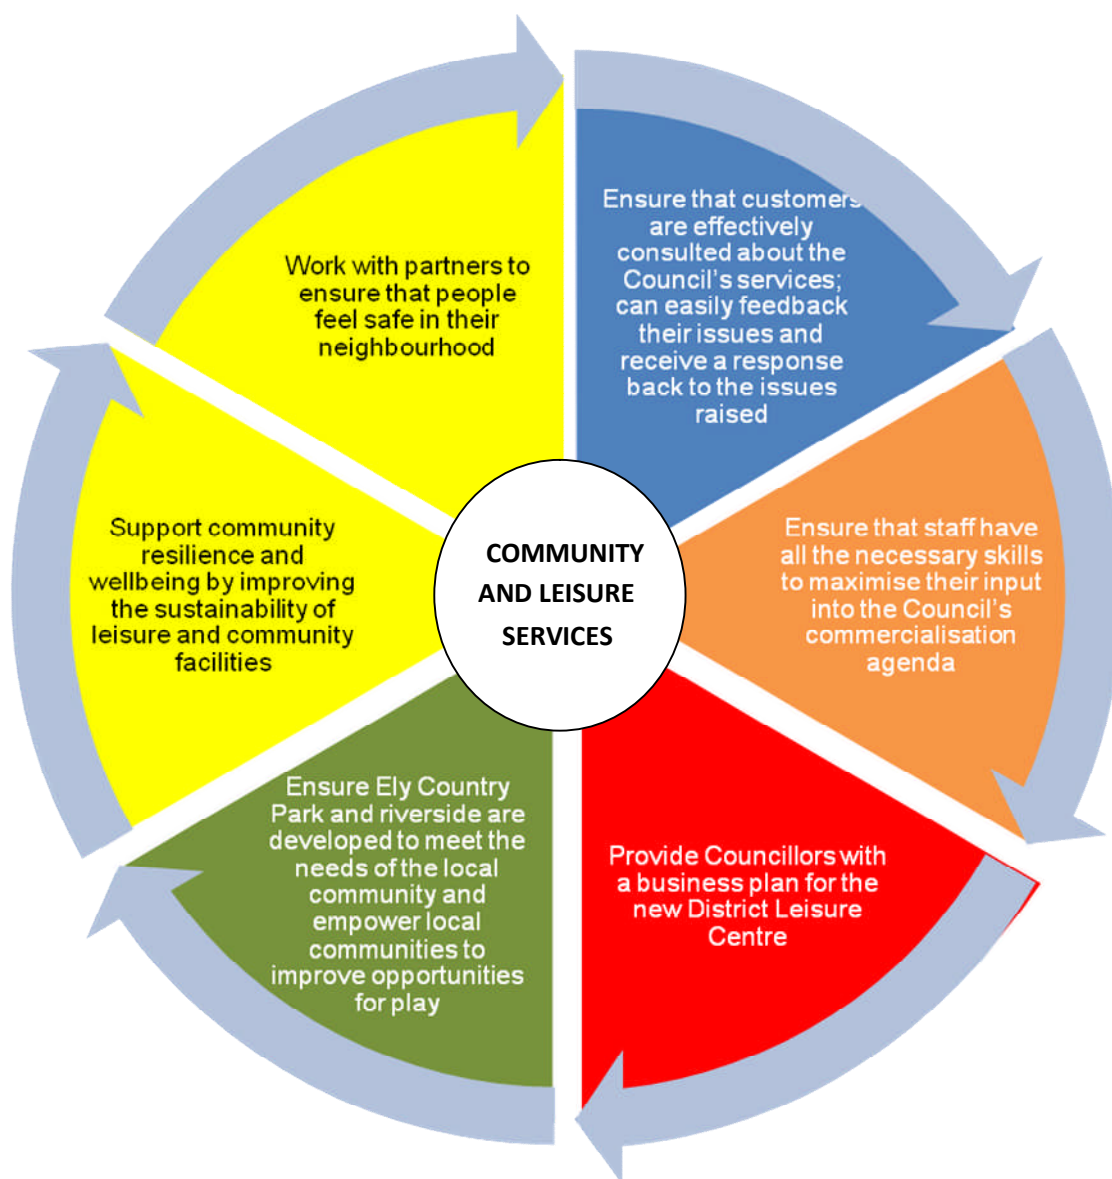 Ensure that customers
are effectively
consulted about the
Council's services;
can easily feedback
their issues and
receive a response
back to the issues
raised
Ensure that staff have
all the necessary skills
to maximise their input
into the Council's
commercialisation
agenda
Provide Councillors with
a business plan for the
new District Leisure
Centre
Ensure Ely Country
Park and riverside are
developed to meet the
needs of the local
community and
empower local
communities to
improve opportunities
for play
Support community
resilience and
wellbeing by improving
the sustainability of
leisure and community
facilities
Work with partners to
ensure that people
feel safe in their
neighbourhood
COMMUNITY
AND LEISURE
SERVICES